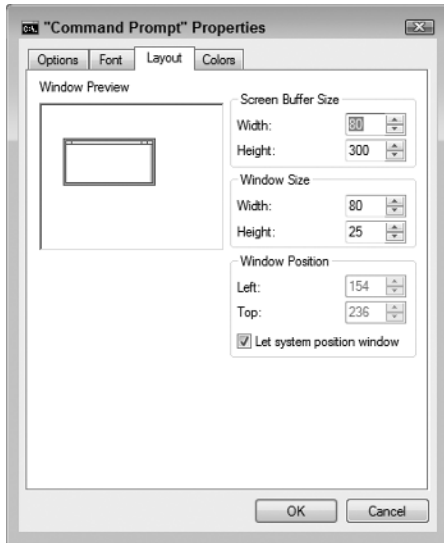 "Command Prompt" Properties
Options Font Layout Colors
Window Preview
Screen Buffer Size
Width: 80
Height: 300
Window Size
Width: 80
Height: 25
Window Position
Left: 154
Top: 236
Let system position window
OK Cancel